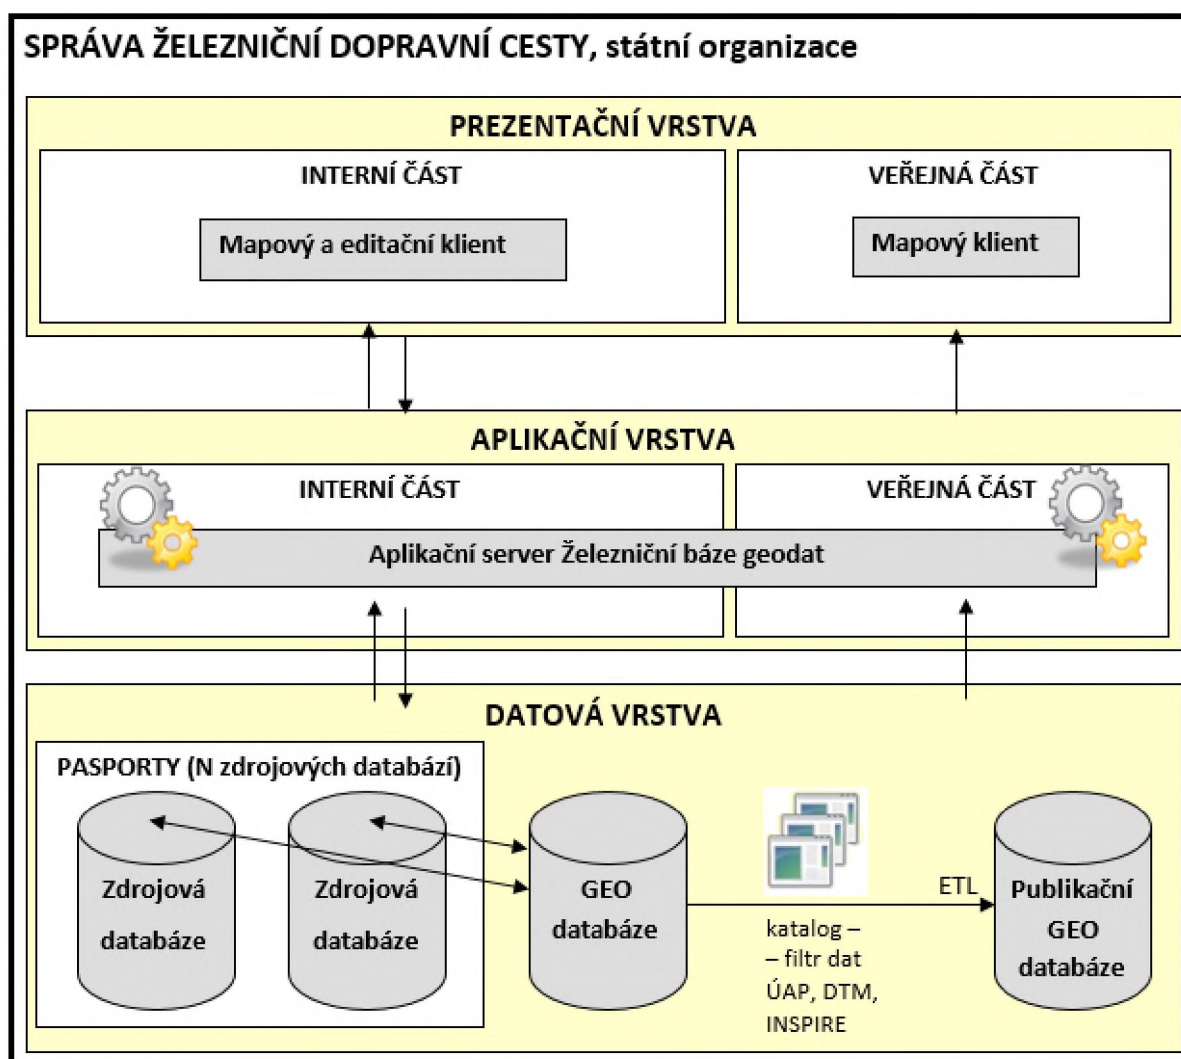 SPRÁVA ŽELEZNIČNÍ DOPRAVNÍ CESTY, státní organizace
PREZENTAČNÍ VRSTVA
INTERNÍ ČÁST
Mapový a editační klient
VEŘEJNÁ ČÁST
Mapový klient
APLIKAČNÍ VRSTVA
INTERNÍ ČÁST
VEŘEJNÁ ČÁST
Aplikační server Železniční báze geodat
DATOVÁ VRSTVA
PASPORTY (N zdrojových databází)
Zdrojová
databáze
Zdrojová
databáze
GEO
databáze
katalog –
– filtr dat
ÚAP, DTM,
INSPIRE
ETL
Publikační
GEO
databáze